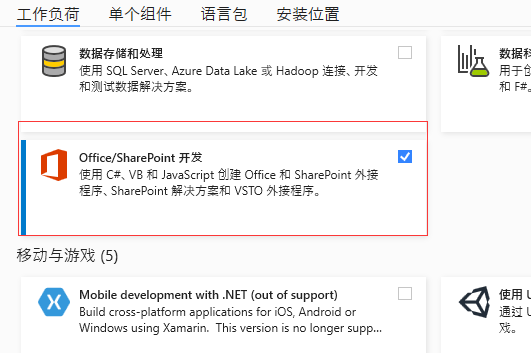 工作负荷 单个组件 语言包 安装位置
数据存储和处理
使用 SQL Server、Azure Data Lake 或 Hadoop 连接、开发
和测试数据解决方案。
数据科
用于创
和 F#。
Office/SharePoint 开发
使用 C#、VB 和 JavaScript 创建 Office 和 SharePoint 外接
程序、SharePoint 解决方案和 VSTO 外接程序。
移动与游戏 (5)
Mobile development with .NET (out of support)
Build cross-platform applications for iOS, Android or
Windows using Xamarin. This version is no longer supp...
使用 U
通过 U
戏。